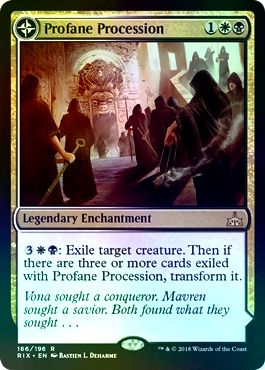 Profane Procession 1
Legendary Enchantment
3: Exile target creature. Then if
there are three or more cards exiled
with Profane Procession, transform it.
Vona sought a conqueror. Mavren
sought a savior. Both found what they
sought . . .
166/196 R
RIX • EN BASTIEN L. DEHARME ™ & © 2018 Wizards of the Coast